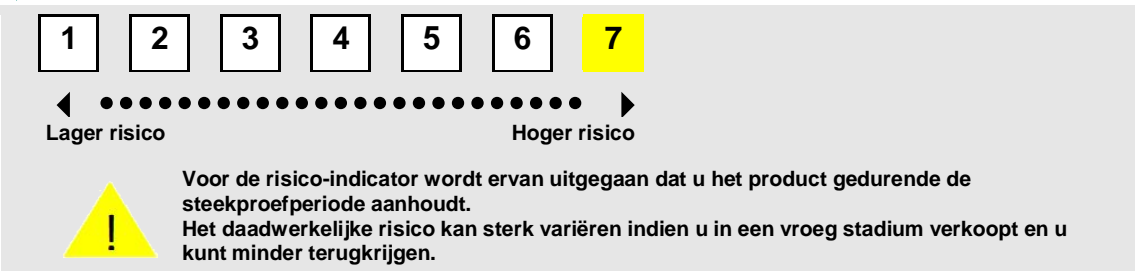 1 2 3 4 5 6 7
Lager risico Hoger risico
!
Voor de risico-indicator wordt ervan uitgegaan dat u het product gedurende de
steekproefperiode aanhoudt.
Het daadwerkelijke risico kan sterk variëren indien u in een vroeg stadium verkoopt en u
kunt minder terugkrijgen.